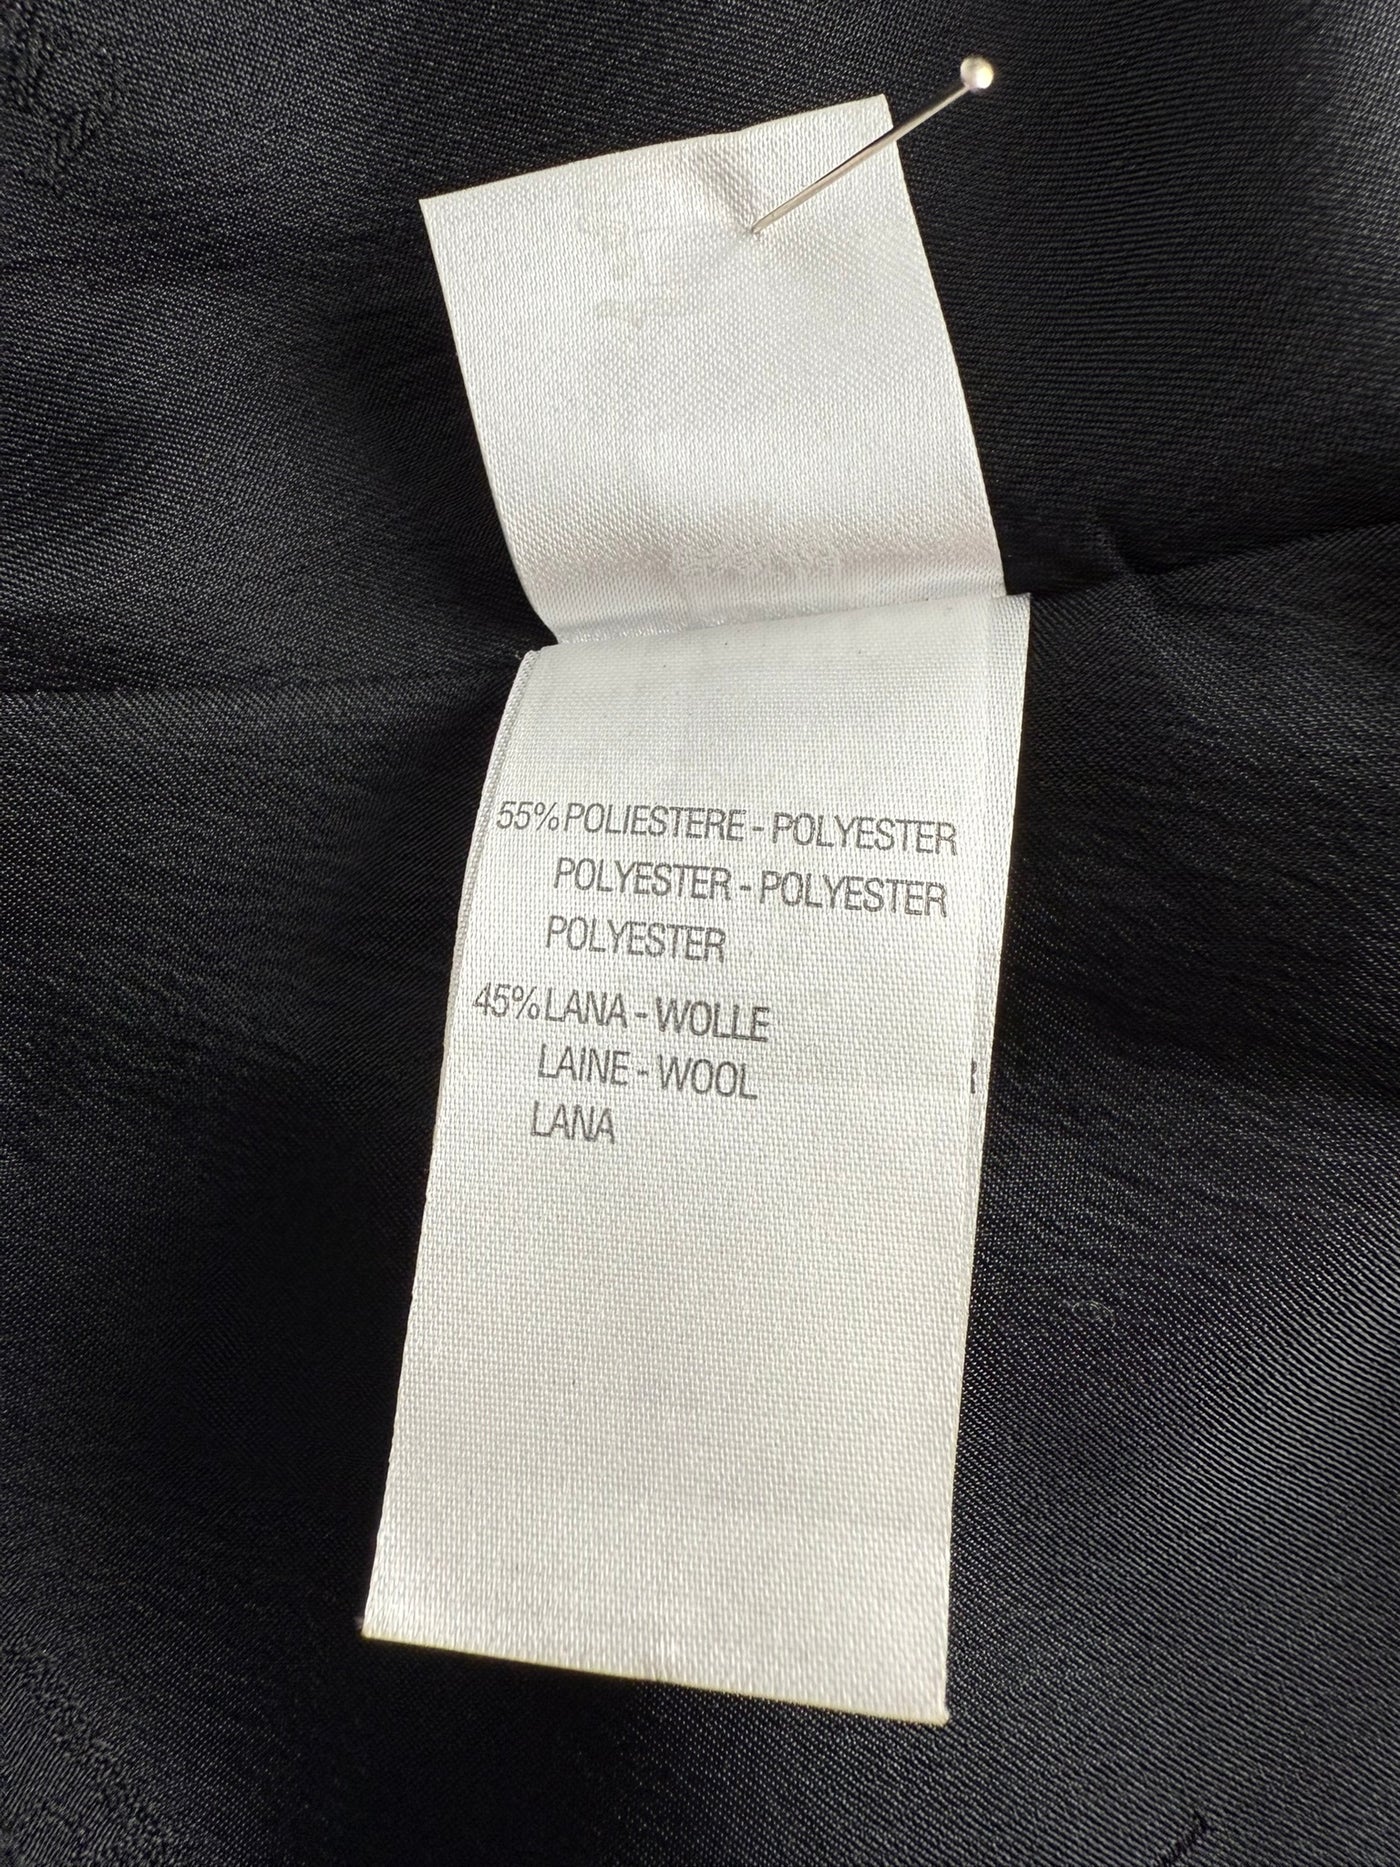 55% POLIESTERE - POLYESTER
POLYESTER - POLYESTER
POLYESTER
45% LANA - WOLLE
LAINE - WOOL
LANA